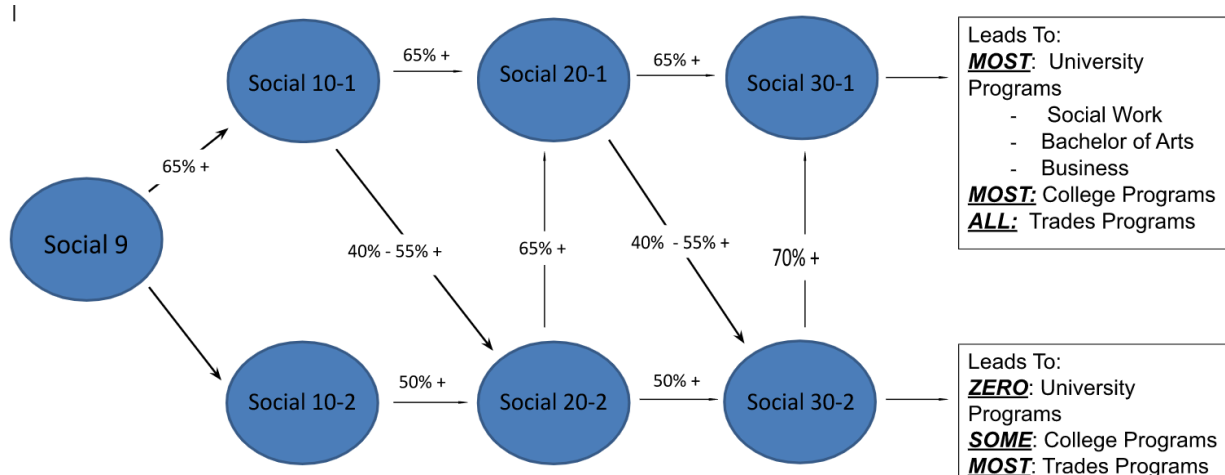 65% +
65% +
Social 10-1
Social 20-1
Social 30-1
65% +
Social 9
40% - 55% +
65% +
40% - 55% +
70% +
50% +
50% +
Social 10-2
Social 20-2
Social 30-2
Leads To:
MOST: University
Programs
- Social Work
- Bachelor of Arts
- Business
MOST: College Programs
ALL: Trades Programs
Leads To:
ZERO: University
Programs
SOME: College Programs
MOST: Trades Programs